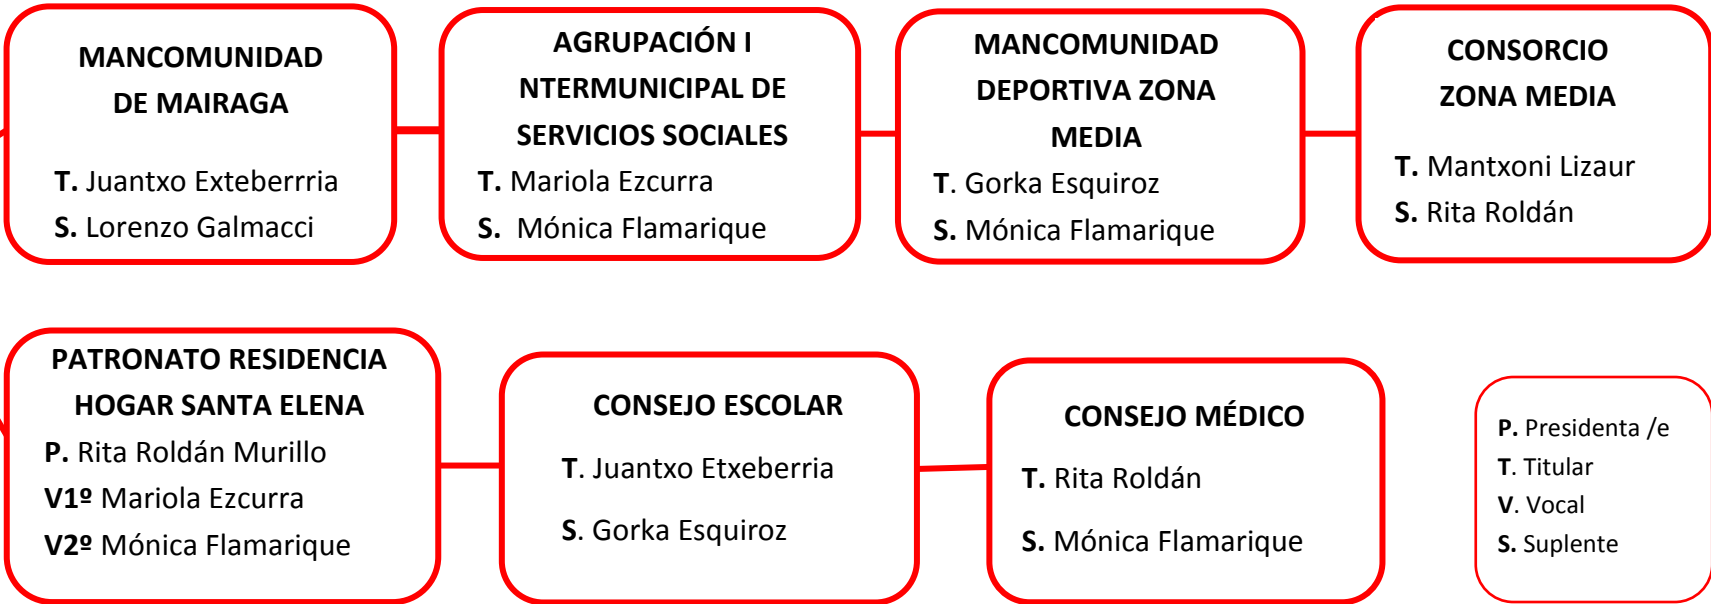 MANCOMUNIDAD
DE MAIRAGA
T. Juantxo Exteberrria
S. Lorenzo Galmacci
AGRUPACIÓN I
NTERMUNICIPAL DE
SERVICIOS SOCIALES
T. Mariola Ezcurra
S. Mónica Flamarique
MANCOMUNIDAD
DEPORTIVA ZONA
MEDIA
T. Gorka Esquiroz
S. Mónica Flamarique
CONSORCIO
ZONA MEDIA
T. Mantxoni Lizaur
S. Rita Roldán
PATRONATO RESIDENCIA
HOGAR SANTA ELENA
P. Rita Roldán Murillo
V1º Mariola Ezcurra
V2º Mónica Flamarique
CONSEJO ESCOLAR
T. Juantxo Etxeberria
S. Gorka Esquiroz
CONSEJO MÉDICO
T. Rita Roldán
S. Mónica Flamarique
P. Presidenta /e
T. Titular
V. Vocal
S. Suplente